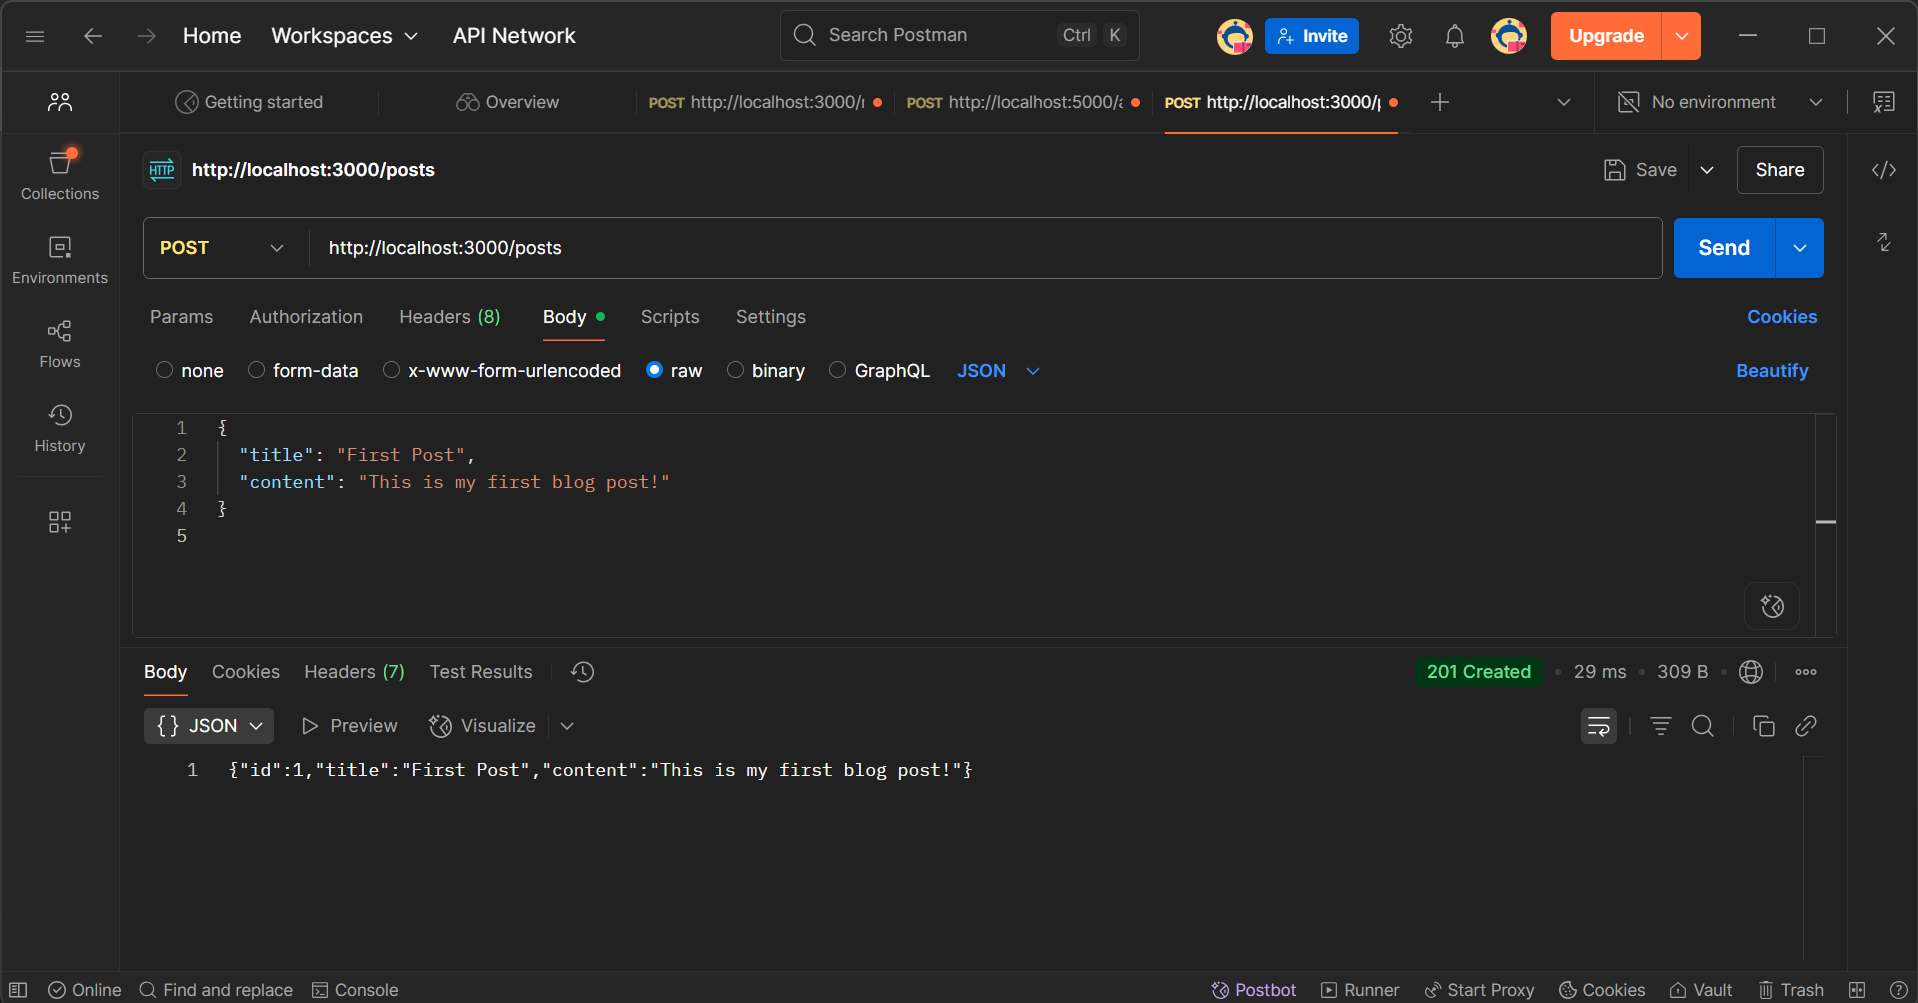 Home Workspaces API Network Search Postman Ctrl K Invite Upgrade
Getting started Overview POST http://localhost:3000/ POST http://localhost:5000/a POST http://localhost:3000/p No environment
Collections
Environments
Flows
History
HTTP http://localhost:3000/posts Save Share
POST http://localhost:3000/posts Send
Params Authorization Headers (8) Body Scripts Settings Cookies
none form-data x-www-form-urlencoded raw binary GraphQL JSON Beautify
1 {
2 "title": "First Post",
3 "content": "This is my first blog post!"
4 }
5
Body Cookies Headers (7) Test Results 201 Created 29 ms 309 B
{} JSON Preview Visualize
1 {"id":1,"title":"First Post","content":"This is my first blog post!"}
Online Find and replace Console Postbot Runner Start Proxy Cookies Vault Trash